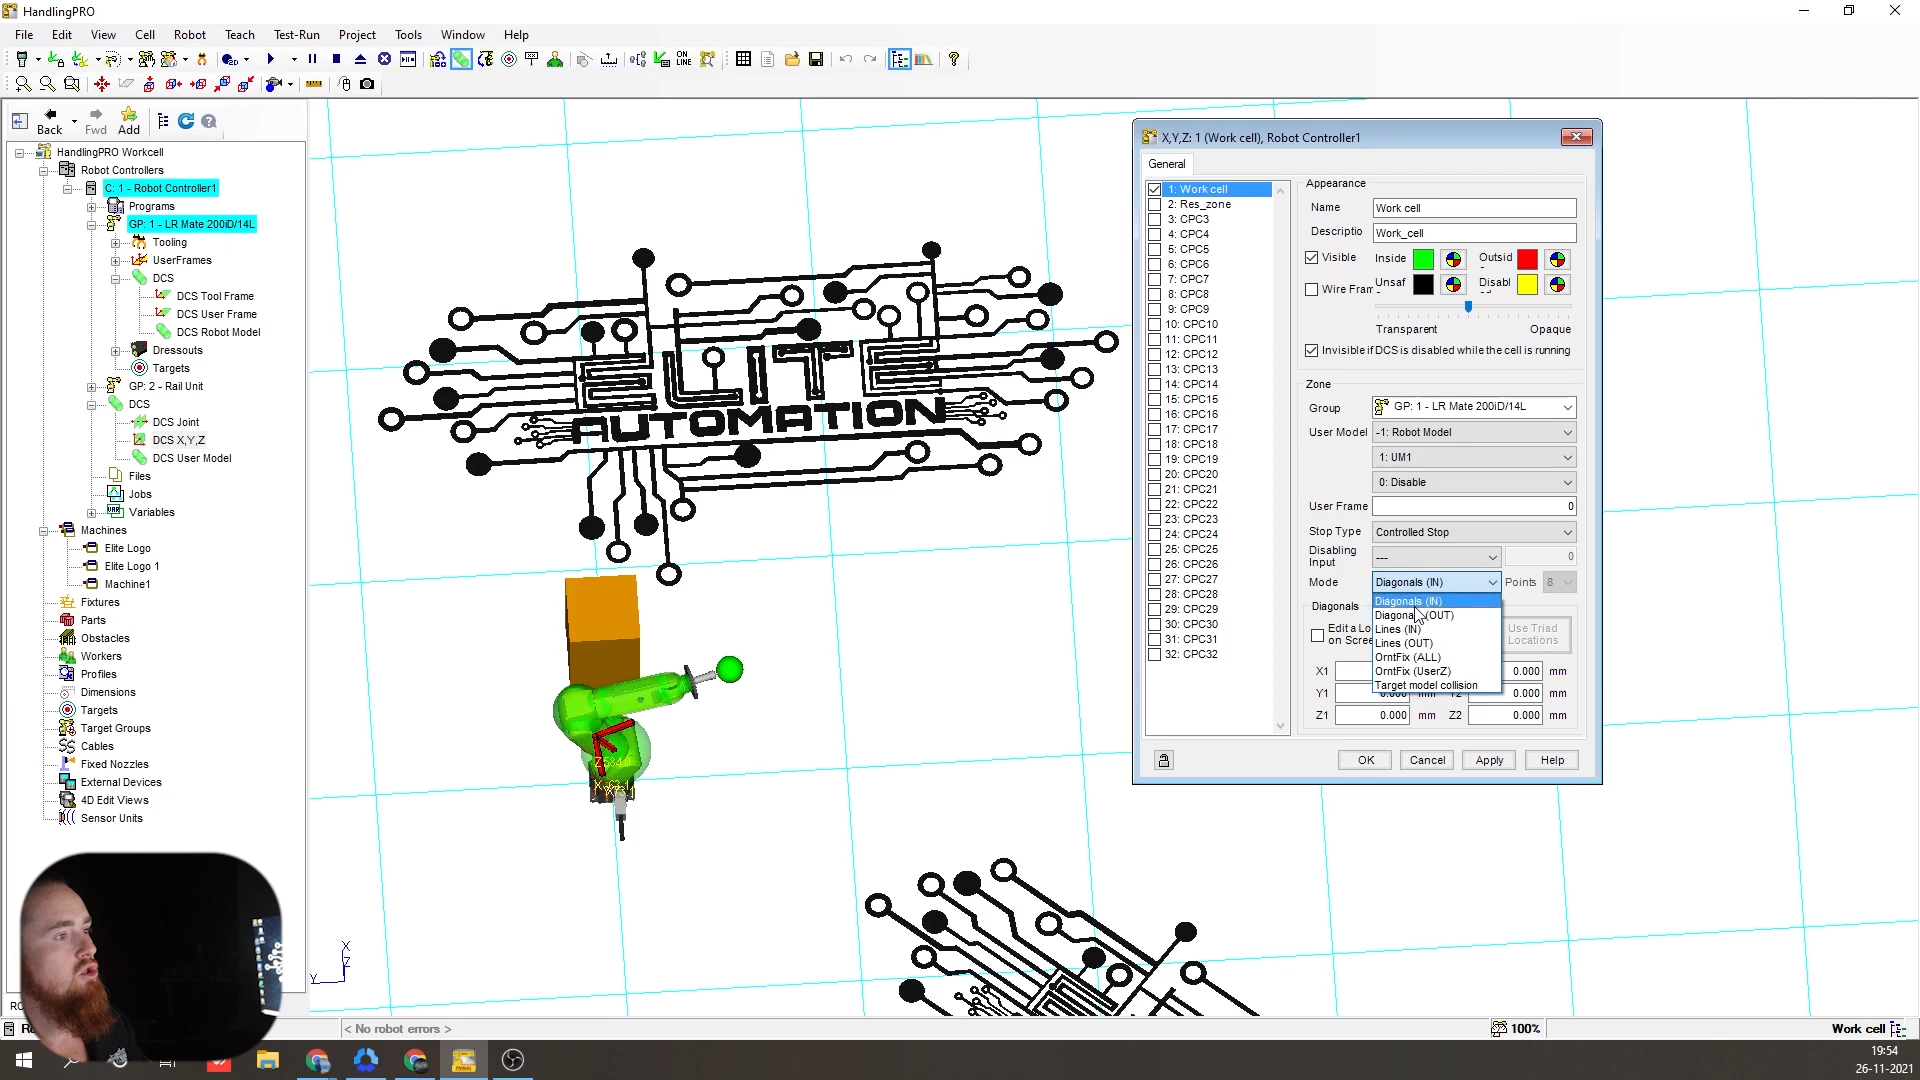 HandlingPRO
File Edit View Cell Robot Teach Test-Run Project Tools Window Help
ON LINE
Back Fwd Add
HandlingPRO Workcell
Robot Controllers
C: 1 - Robot Controller1
Programs
GP: 1 - LR Mate 200iD/14L
Tooling
UserFrames
DCS
DCS Tool Frame
DCS User Frame
DCS Robot Model
Dressouts
Targets
GP: 2 - Rail Unit
DCS
DCS Joint
DCS X,Y,Z
DCS User Model
Files
Jobs
Variables
Machines
Elite Logo
Elite Logo 1
Machine1
Fixtures
Parts
Obstacles
Workers
Profiles
Dimensions
Targets
Target Groups
Cables
Fixed Nozzles
External Devices
4D Edit Views
Sensor Units
ELITE
AUTOMATION
X
Z
Y
X,Y,Z: 1 (Work cell), Robot Controller1
General
1: Work cell
2: Res_zone
3: CPC3
4: CPC4
5: CPC5
6: CPC6
7: CPC7
8: CPC8
9: CPC9
10: CPC10
11: CPC11
12: CPC12
13: CPC13
14: CPC14
15: CPC15
16: CPC16
17: CPC17
18: CPC18
19: CPC19
20: CPC20
21: CPC21
22: CPC22
23: CPC23
24: CPC24
25: CPC25
26: CPC26
27: CPC27
28: CPC28
29: CPC29
30: CPC30
31: CPC31
32: CPC32
Appearance
Name Work cell
Descriptio Work_cell
Visible Inside Outsid
Wire Fram Unsaf Disabl
Transparent Opaque
Invisible if DCS is disabled while the cell is running
Zone
Group GP: 1 - LR Mate 200iD/14L
User Model -1: Robot Model
1: UM1
0: Disable
User Frame 0
Stop Type Controlled Stop
Disabling Input --- 0
Mode Diagonals (IN) Points 8
Diagonals (IN)
Diagonals (OUT)
Lines (IN)
Lines (OUT)
OrntFix (ALL)
OrntFix (UserZ)
Target model collision
Diagonals
Edit a Lo
on Scree
Use Triad Locations
X1 0.000 mm
Y1 0.000 mm
Z1 0.000 mm Z2 0.000 mm
OK Cancel Apply Help
< No robot errors >
100%
Work cell
19:54
26-11-2021